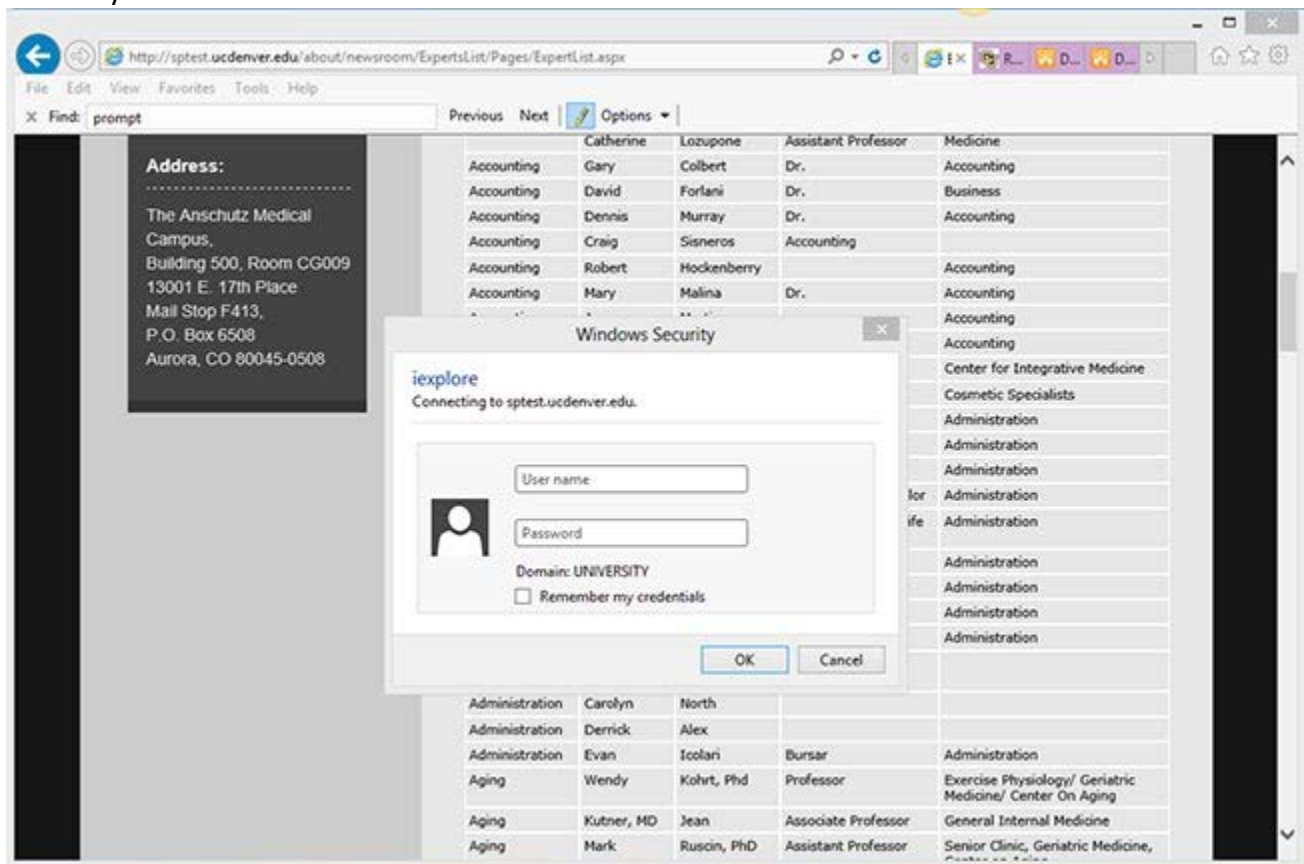 http://sptest.ucdenver.edu/about/newsroom/ExpertsList/Pages/ExpertList.aspx
R...
D...
D...
File Edit View Favorites Tools Help
X Find: prompt Previous Next Options
Address:
The Anschutz Medical
Campus,
Building 500, Room CG009
13001 E. 17th Place
Mail Stop F413,
P.O. Box 6508
Aurora, CO 80045-0508
Catherine Lozupone Assistant Professor Medicine
Accounting Gary Colbert Dr. Accounting
Accounting David Forlani Dr. Business
Accounting Dennis Murray Dr. Accounting
Accounting Craig Sisneros Accounting
Accounting Robert Hockenberry Accounting
Accounting Mary Malina Dr. Accounting
Accounting
Accounting
Center for Integrative Medicine
Cosmetic Specialists
Administration
Administration
Administration
lor Administration
ife Administration
Administration
Administration
Administration
Administration
Windows Security
iexplore
Connecting to sptest.ucdenver.edu.
User name
Password
Domain: UNIVERSITY
Remember my credentials
OK Cancel
Administration Carolyn North
Administration Derrick Alex
Administration Evan Icolari Bursar Administration
Aging Wendy Kohrt, Phd Professor Exercise Physiology/ Geriatric
Medicine/ Center On Aging
Aging Kutner, MD Jean Associate Professor General Internal Medicine
Aging Mark Ruscin, PhD Assistant Professor Senior Clinic, Geriatric Medicine,